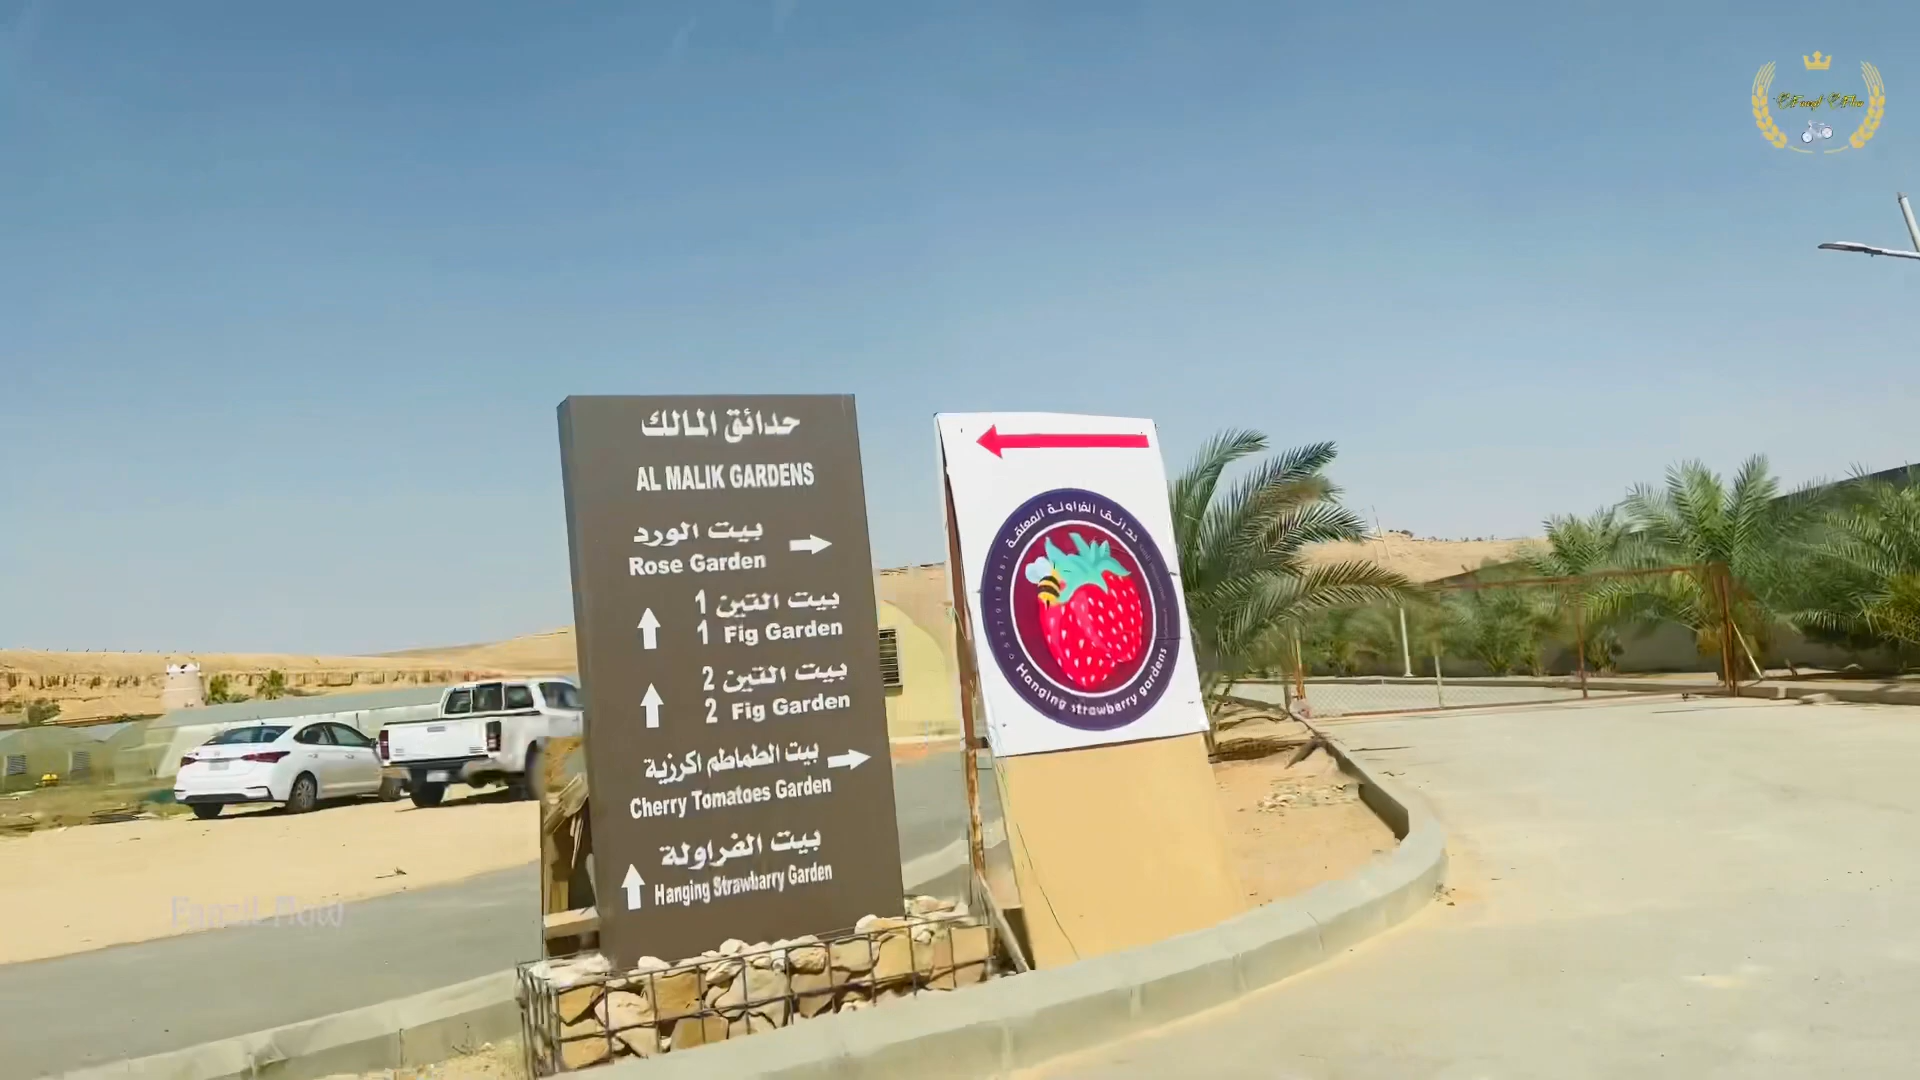 حدائق المالك
AL MALIK GARDENS
بيت الورد
Rose Garden
بيت التين 1
1 Fig Garden
بيت التين 2
2 Fig Garden
بيت الطماطم اكرزية
Cherry Tomatoes Garden
بيت الفراولة
Hanging Strawbarry Garden
حدائق الفراولة المعلقة
Hanging strawberry gardens